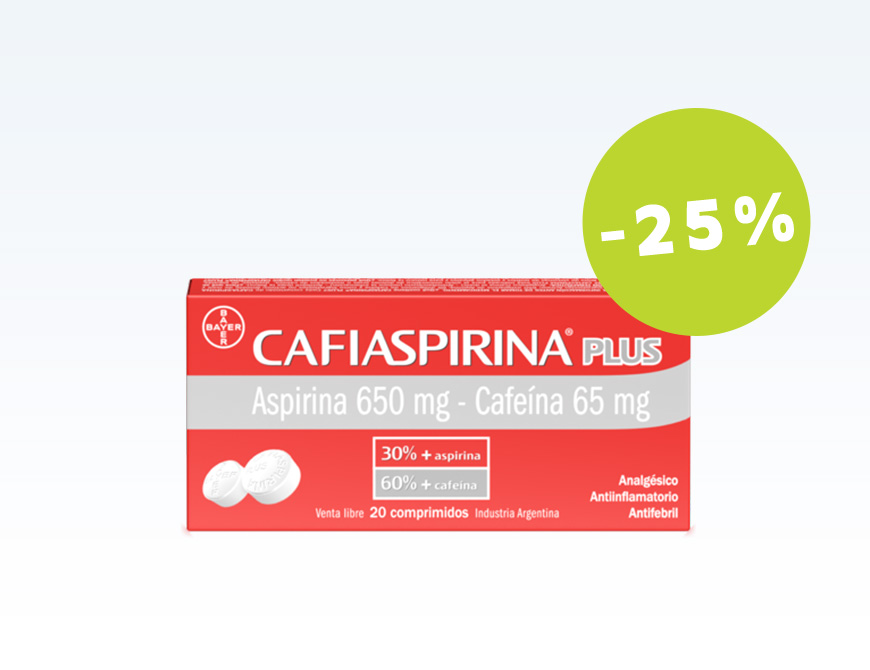 -25%
BAYER
BAYER
CAFIASPIRINA® PLUS
Aspirina 650 mg - Cafeína 65 mg
30% + aspirina
60% + cafeína
Analgésico
Antiinflamatorio
Antifebril
Venta libre 20 comprimidos Industria Argentina